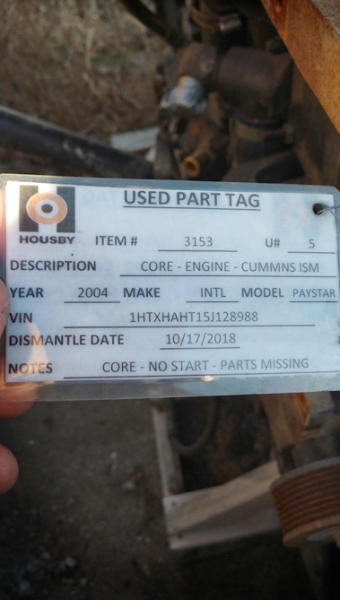 USED PART TAG
HOUSBY ITEM # 3153 U# 5
DESCRIPTION CORE - ENGINE - CUMMNS ISM
YEAR 2004 MAKE INTL MODEL PAYSTAR
VIN 1HTXHAHT15J128988
DISMANTLE DATE 10/17/2018
NOTES CORE - NO START - PARTS MISSING